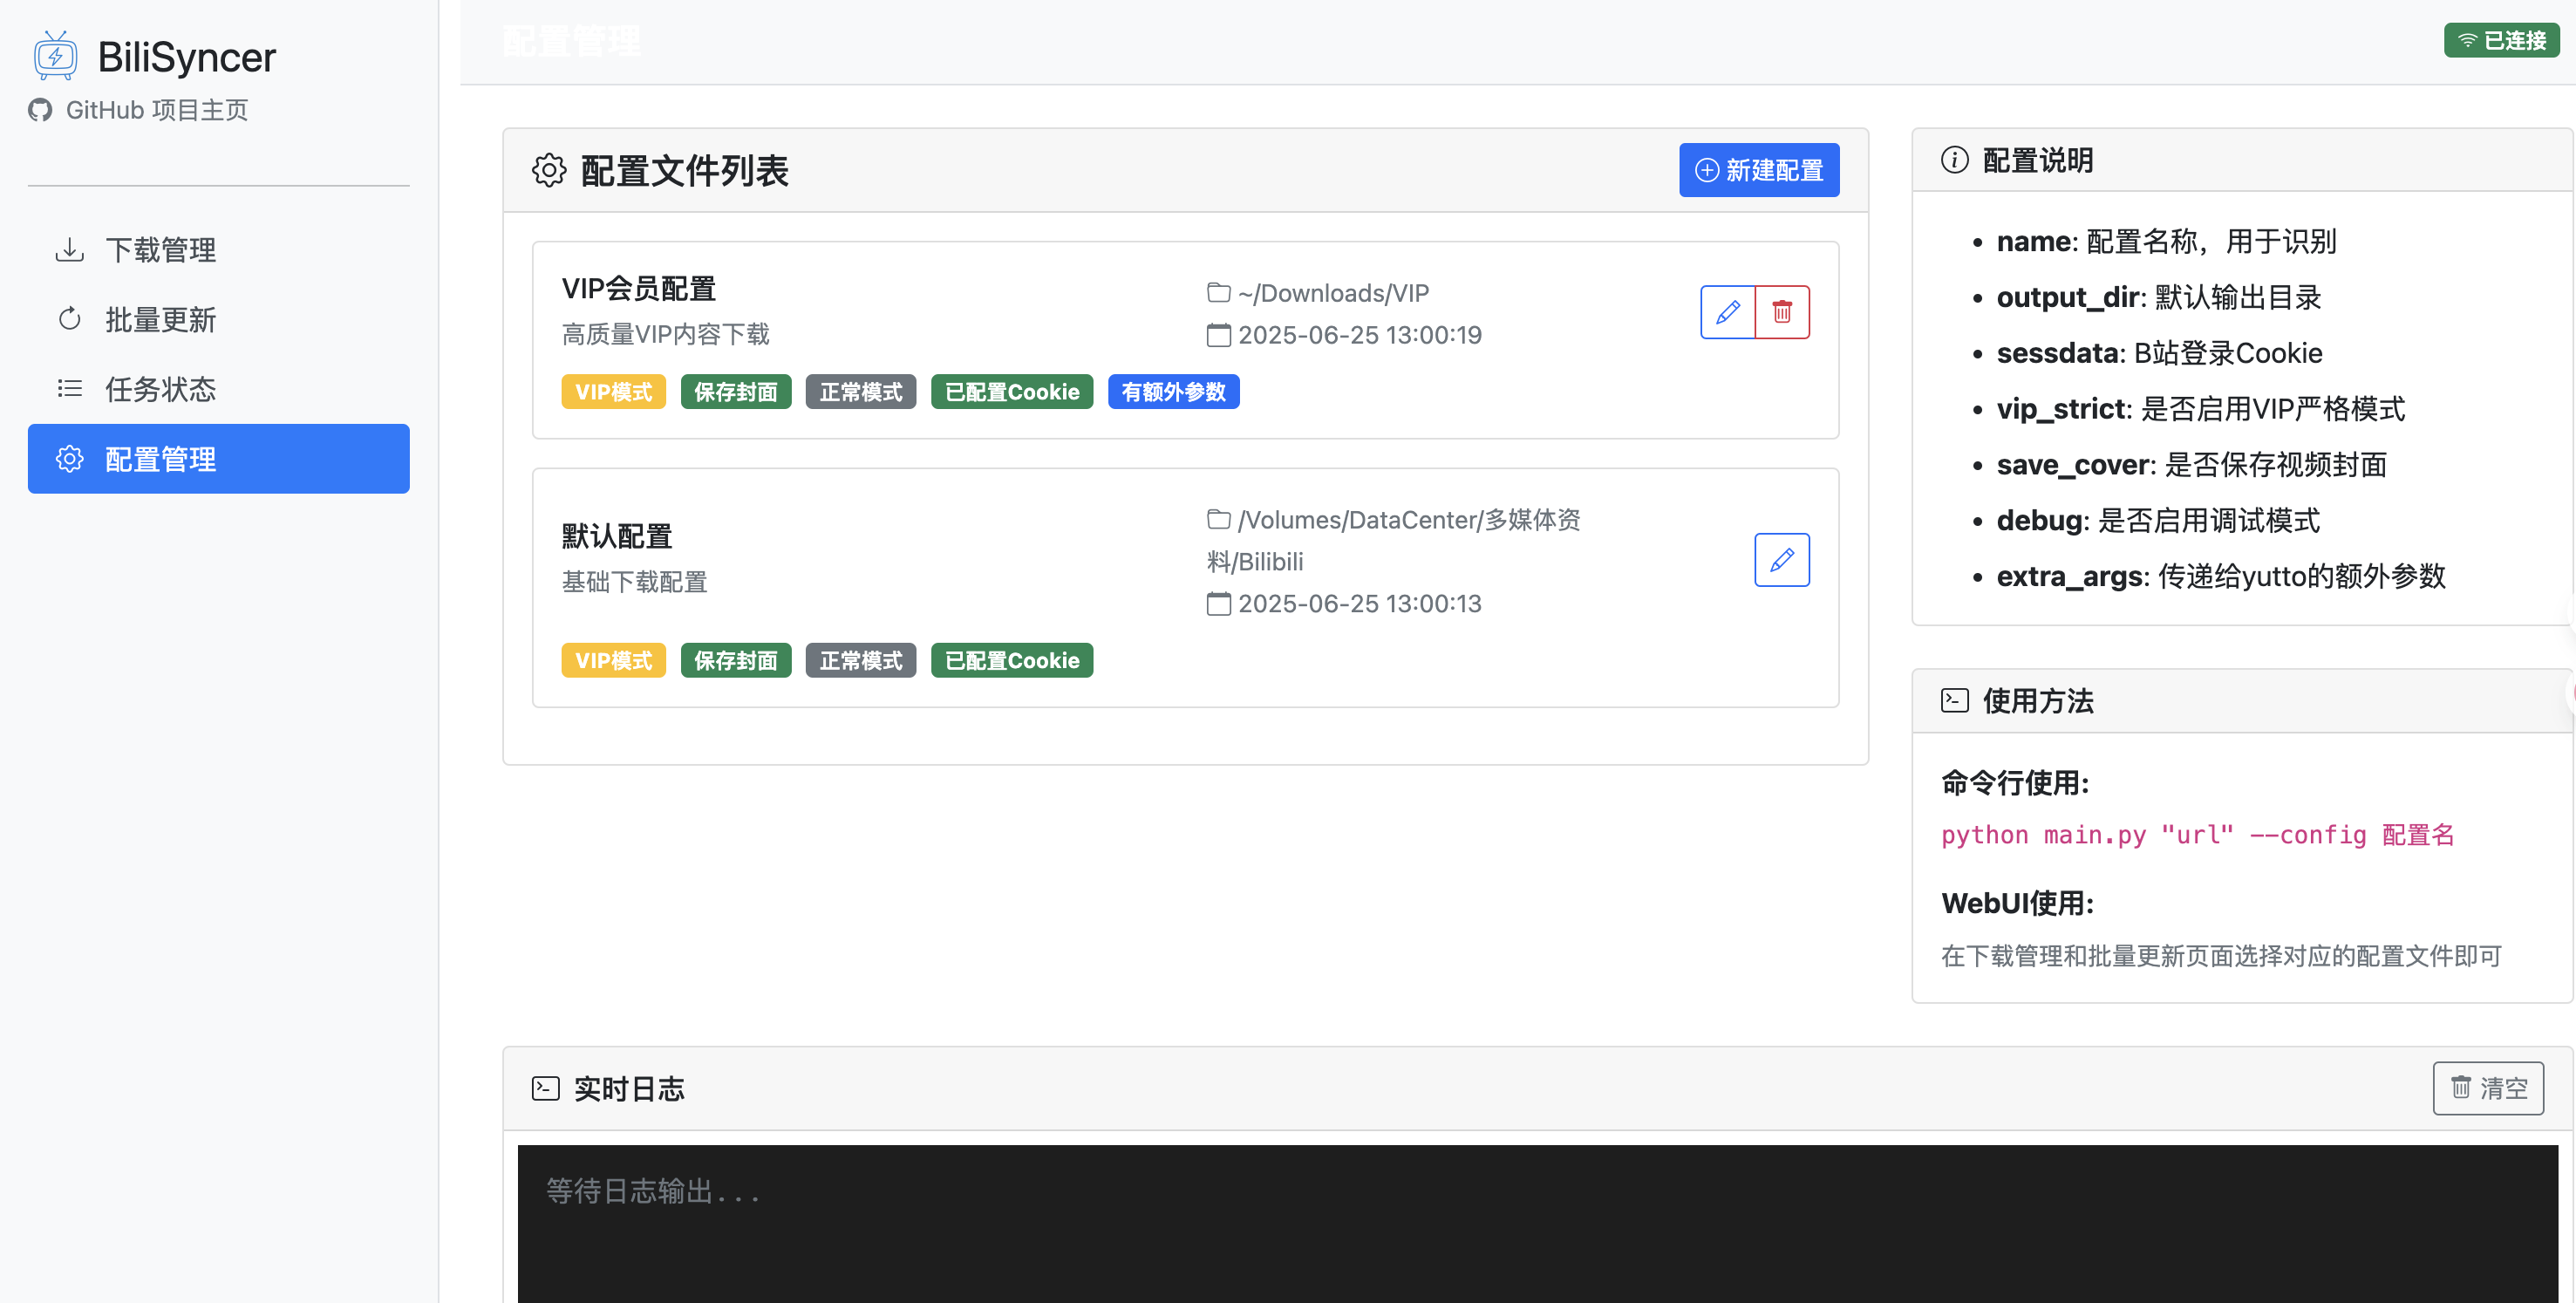 BiliSyncer
GitHub 项目主页
下载管理
批量更新
任务状态
配置管理
配置管理
已连接
配置文件列表
新建配置
VIP会员配置
高质量VIP内容下载
~/Downloads/VIP
2025-06-25 13:00:19
VIP模式 保存封面 正常模式 已配置Cookie 有额外参数
默认配置
基础下载配置
/Volumes/DataCenter/多媒体资
料/Bilibili
2025-06-25 13:00:13
VIP模式 保存封面 正常模式 已配置Cookie
配置说明
name: 配置名称，用于识别
output_dir: 默认输出目录
sessdata: B站登录Cookie
vip_strict: 是否启用VIP严格模式
save_cover: 是否保存视频封面
debug: 是否启用调试模式
extra_args: 传递给yutto的额外参数
使用方法
命令行使用:
python main.py "url" --config 配置名
WebUI使用:
在下载管理和批量更新页面选择对应的配置文件即可
实时日志
清空
等待日志输出...